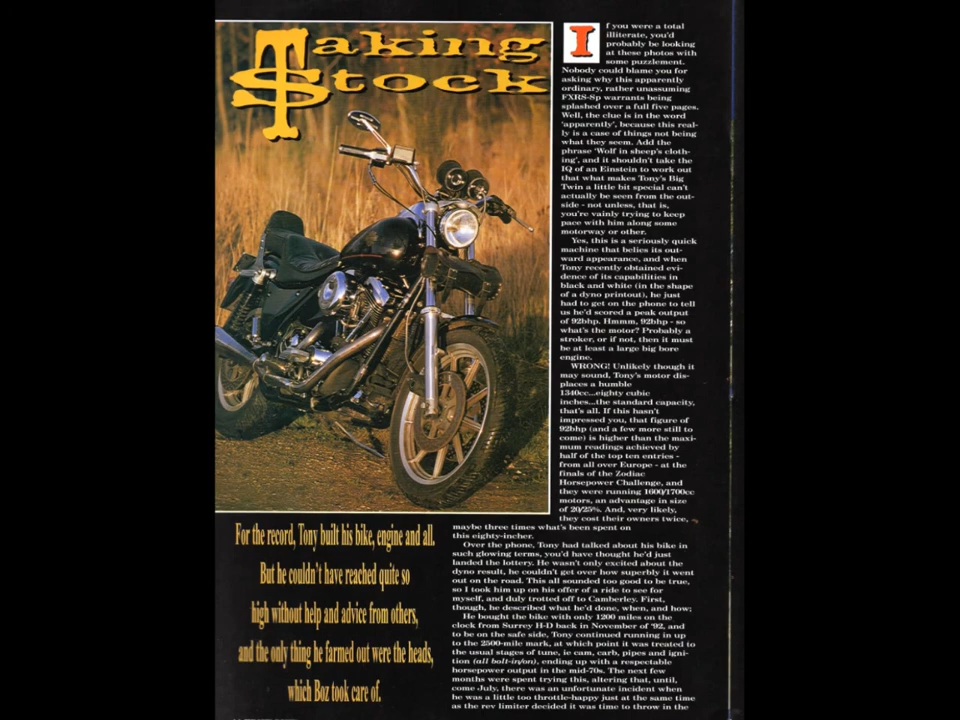 Taking
Stock
If you were a total
illiterate, you'd
probably be looking
at these photos with
some puzzlement.
Nobody could blame you for
asking why this apparently
ordinary, rather unassuming
FXRS-Sp warrants being
splashed over a full five pages.
Well, the clue is in the word
'apparently', because this real-
ly is a case of things not being
what they seem. Add the
phrase 'Wolf in sheep's cloth-
ing', and it shouldn't take the
IQ of an Einstein to work out
that what makes Tony's Big
Twin a little bit special can't
actually be seen from the out-
side - not unless, that is,
you're vainly trying to keep
pace with him along some
motorway or other.
Yes, this is a seriously quick
machine that belies its out-
ward appearance, and when
Tony recently obtained evi-
dence of its capabilities in
black and white (in the shape
of a dyno printout), he just
had to get on the phone to tell
us he'd scored a peak output
of 92bhp. Hmmm, 92bhp - so
what's the motor? Probably a
stroker, or if not, then it must
be at least a large big bore
engine.
WRONG! Unlikely though it
may sound, Tony's motor dis-
places a humble
1340cc...eighty cubic
inches...the standard capacity,
that's all. If this hasn't
impressed you, that figure of
92bhp (and a few more still to
come) is higher than the maxi-
mum readings achieved by
half of the top ten entries -
from all over Europe - at the
finals of the Zodiac
Horsepower Challenge, and
they were running 1600/1700cc
motors, an advantage in size
of 20/25%. And, very likely,
they cost their owners twice,
maybe three times what's been spent on
this eighty-incher.
Over the phone, Tony had talked about his bike in
such glowing terms, you'd have thought he'd just
landed the lottery. He wasn't only excited about the
dyno result, he couldn't get over how superbly it went
out on the road. This all sounded too good to be true,
so I took him up on his offer of a ride to see for
myself, and duly trotted off to Camberley. First,
though, he described what he'd done, when, and how;
He bought the bike with only 1200 miles on the
clock from Surrey H-D back in November of '92, and
to be on the safe side, Tony continued running in up
to the 2500-mile mark, at which point it was treated to
the usual stages of tune, ie cam, carb, pipes and igni-
tion (all bolt-in/on), ending up with a respectable
horsepower output in the mid-70s. The next few
months were spent trying this, altering that, until,
come July, there was an unfortunate incident when
he was a little too throttle-happy just at the same time
as the rev limiter decided it was time to throw in the
For the record, Tony built his bike, engine and all.
But he couldn't have reached quite so
high without help and advice from others,
and the only thing he farmed out were the heads,
which Boz took care of.